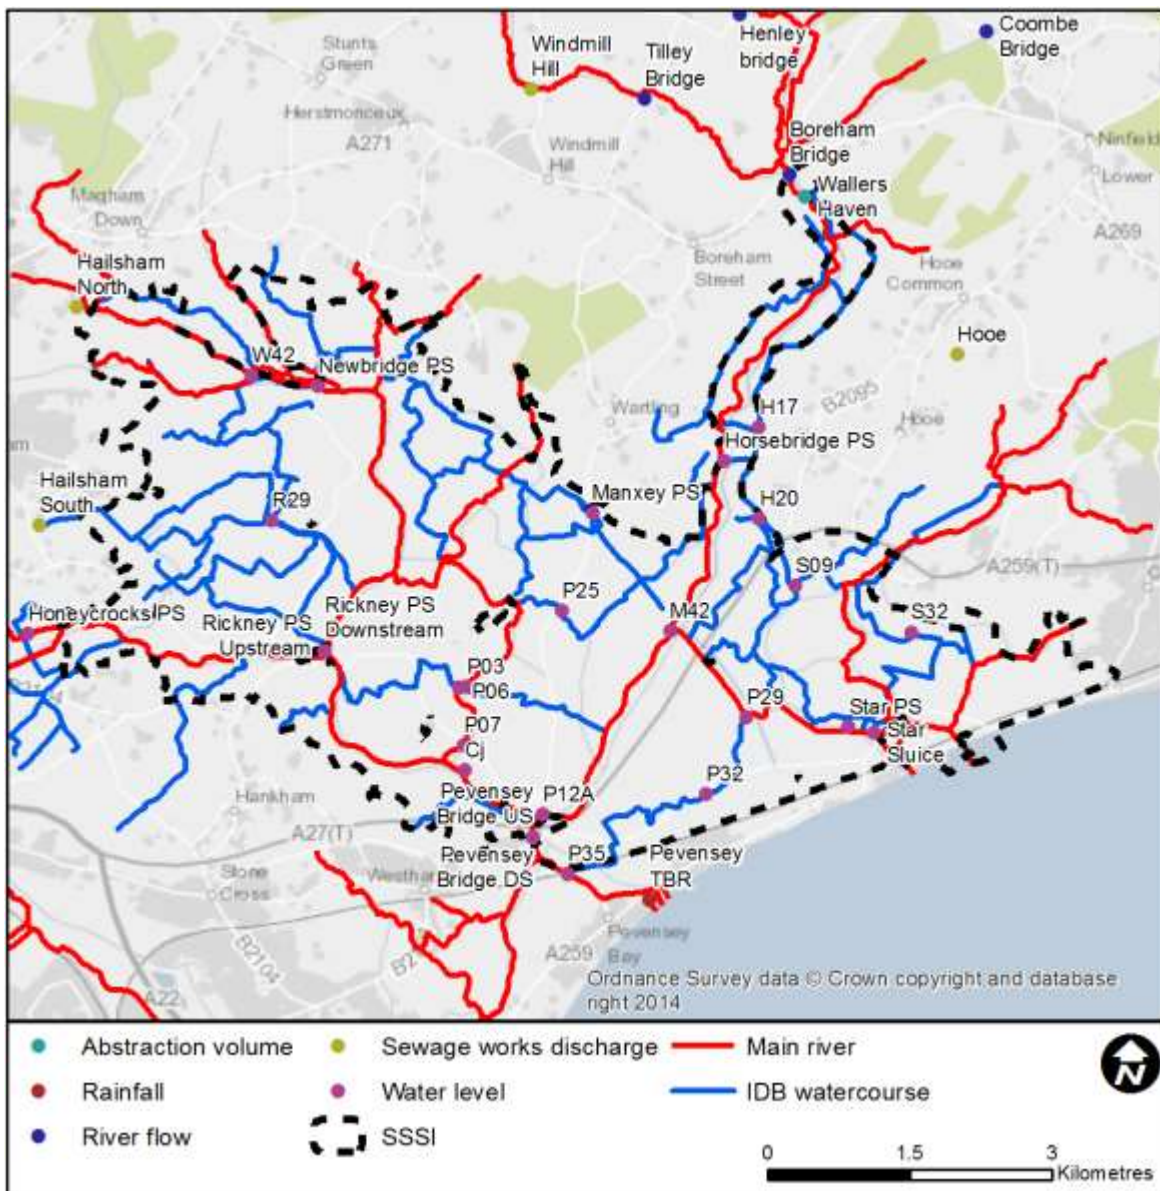 Coombe
Bridge
Henley
bridge
Windmill
Hill
Tilley
Bridge
Stunts
Green
Herstmonceux
A271
Windmill
Hill
Boreham
Bridge
Ninfield
Lower
Wallers
Haven
Magham
Down
A269
Boreham
Street
Hooe
Common
Hailsham
North
Hooe
W42
Newbridge PS
Wartling
H17
B2095
Hooe
Horsebridge PS
Hailsham
South
R29
Manxey PS
H20
A259(T)
S09
Honeycrocks PS
Rickney PS
Upstream
Rickney PS
Downstream
P25
M42
S32
P03
P06
P29
Star PS
Star
Sluice
P07
Cj
P32
Pevensey
Bridge US
P12A
Hankham
A27(T)
Pevensey
Bridge DS
P35
Pevensey
TBR
Stone
Cross
Westham
B2104
A259
Pevensey
Bay
A22
Ordnance Survey data © Crown copyright and database
right 2014
Abstraction volume
Sewage works discharge
Main river
Rainfall
Water level
IDB watercourse
River flow
SSSI
N
0 1.5 3
Kilometres